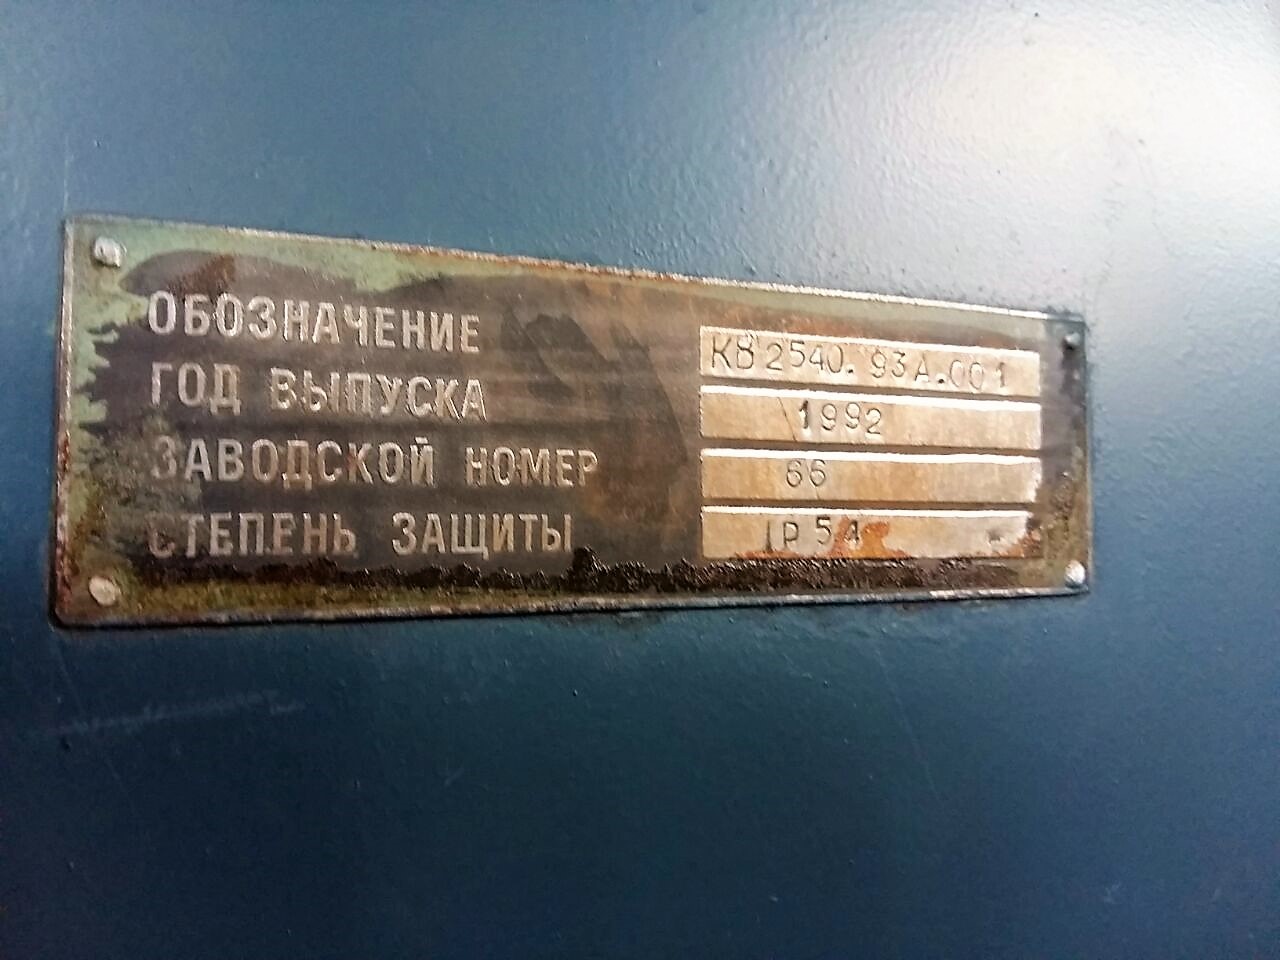 ОБОЗНАЧЕНИЕ КВ2540.93А.001
ГОД ВЫПУСКА 1992
ЗАВОДСКОЙ НОМЕР 66
СТЕПЕНЬ ЗАЩИТЫ IP54